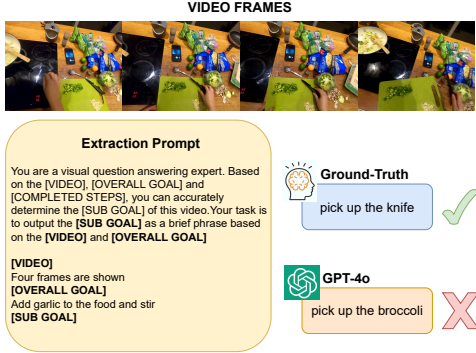 VIDEO FRAMES
Extraction Prompt
You are a visual question answering expert. Based
on the [VIDEO], [OVERALL GOAL] and
[COMPLETED STEPS], you can accurately
determine the [SUB GOAL] of this video.Your task is
to output the [SUB GOAL] as a brief phrase based
on the [VIDEO] and [OVERALL GOAL]
[VIDEO]
Four frames are shown
[OVERALL GOAL]
Add garlic to the food and stir
[SUB GOAL]
Ground-Truth
pick up the knife
GPT-4o
pick up the broccoli